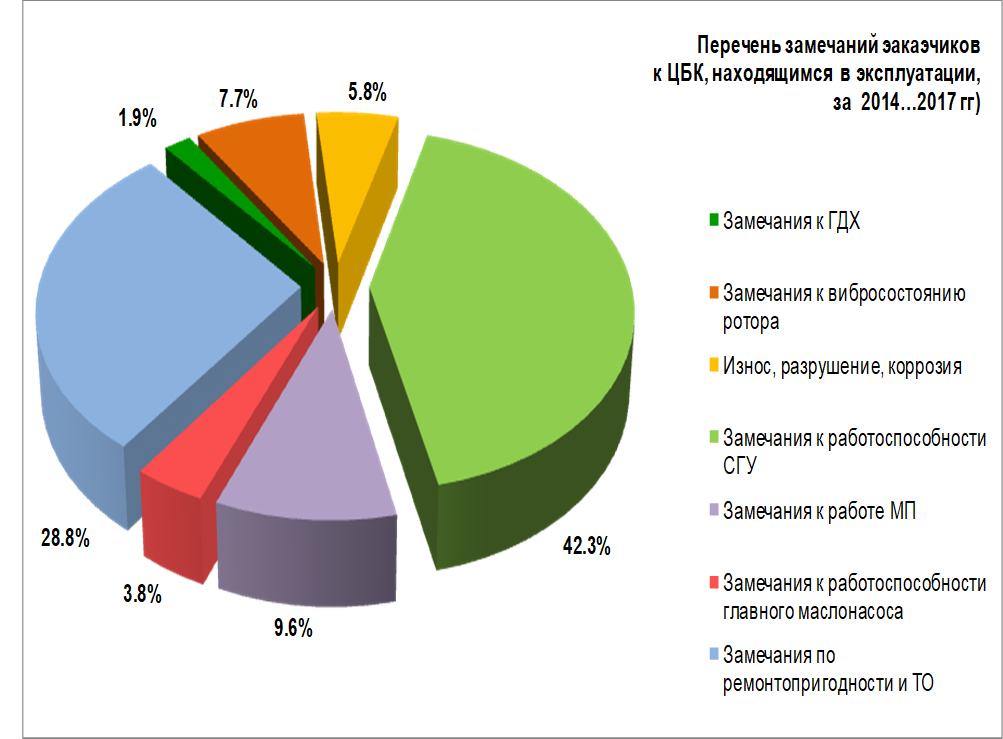 Перечень замечаний эакаэчиков
к ЦБК, находящимся в эксплуатации,
за 2014...2017 гг)
1.9%
7.7%
5.8%
28.8%
3.8%
9.6%
42.3%
Замечания к ГДХ
Замечания к вибросостоянию
ротора
Износ, разрушение, коррозия
Замечания к работоспособности
СГУ
Замечания к работе МП
Замечания к работоспособности
главного маслонасоса
Замечания по
ремонтопригодности и ТО